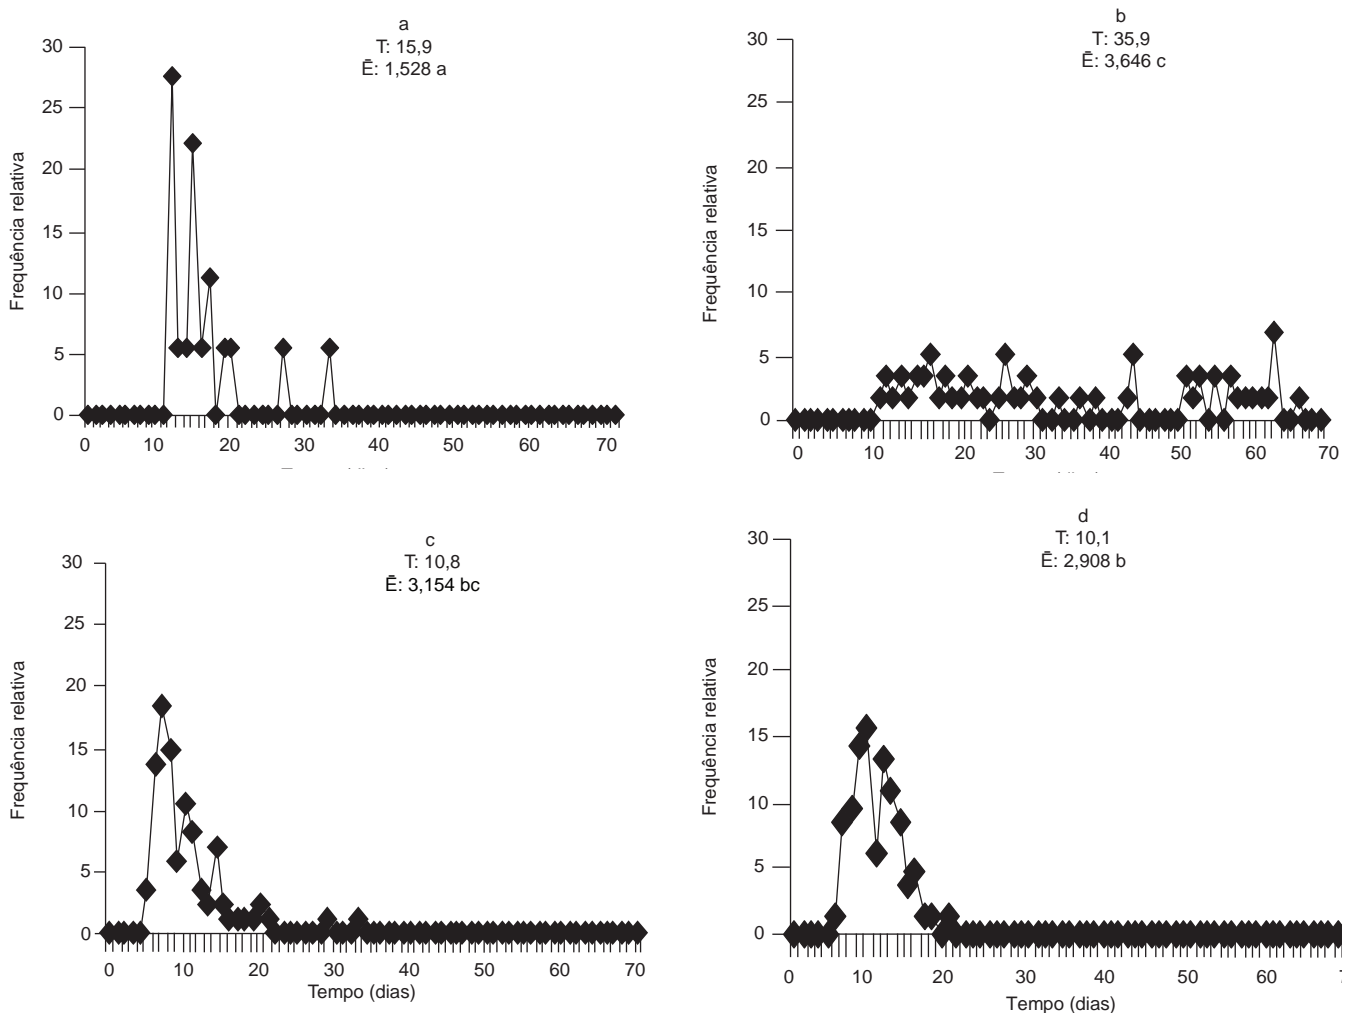 a
T: 15,9
Ē: 1,528 a
30
25
20
15
10
5
0
Frequência relativa
0 10 20 30 40 50 60 70
b
T: 35,9
Ē: 3,646 c
30
25
20
15
10
5
0
Frequência relativa
0 10 20 30 40 50 60 70
c
T: 10,8
Ē: 3,154 bc
30
25
20
15
10
5
0
Frequência relativa
0 10 20 30 40 50 60 70
Tempo (dias)
d
T: 10,1
Ē: 2,908 b
30
25
20
15
10
5
0
Frequência relativa
0 10 20 30 40 50 60
Tempo (dias)